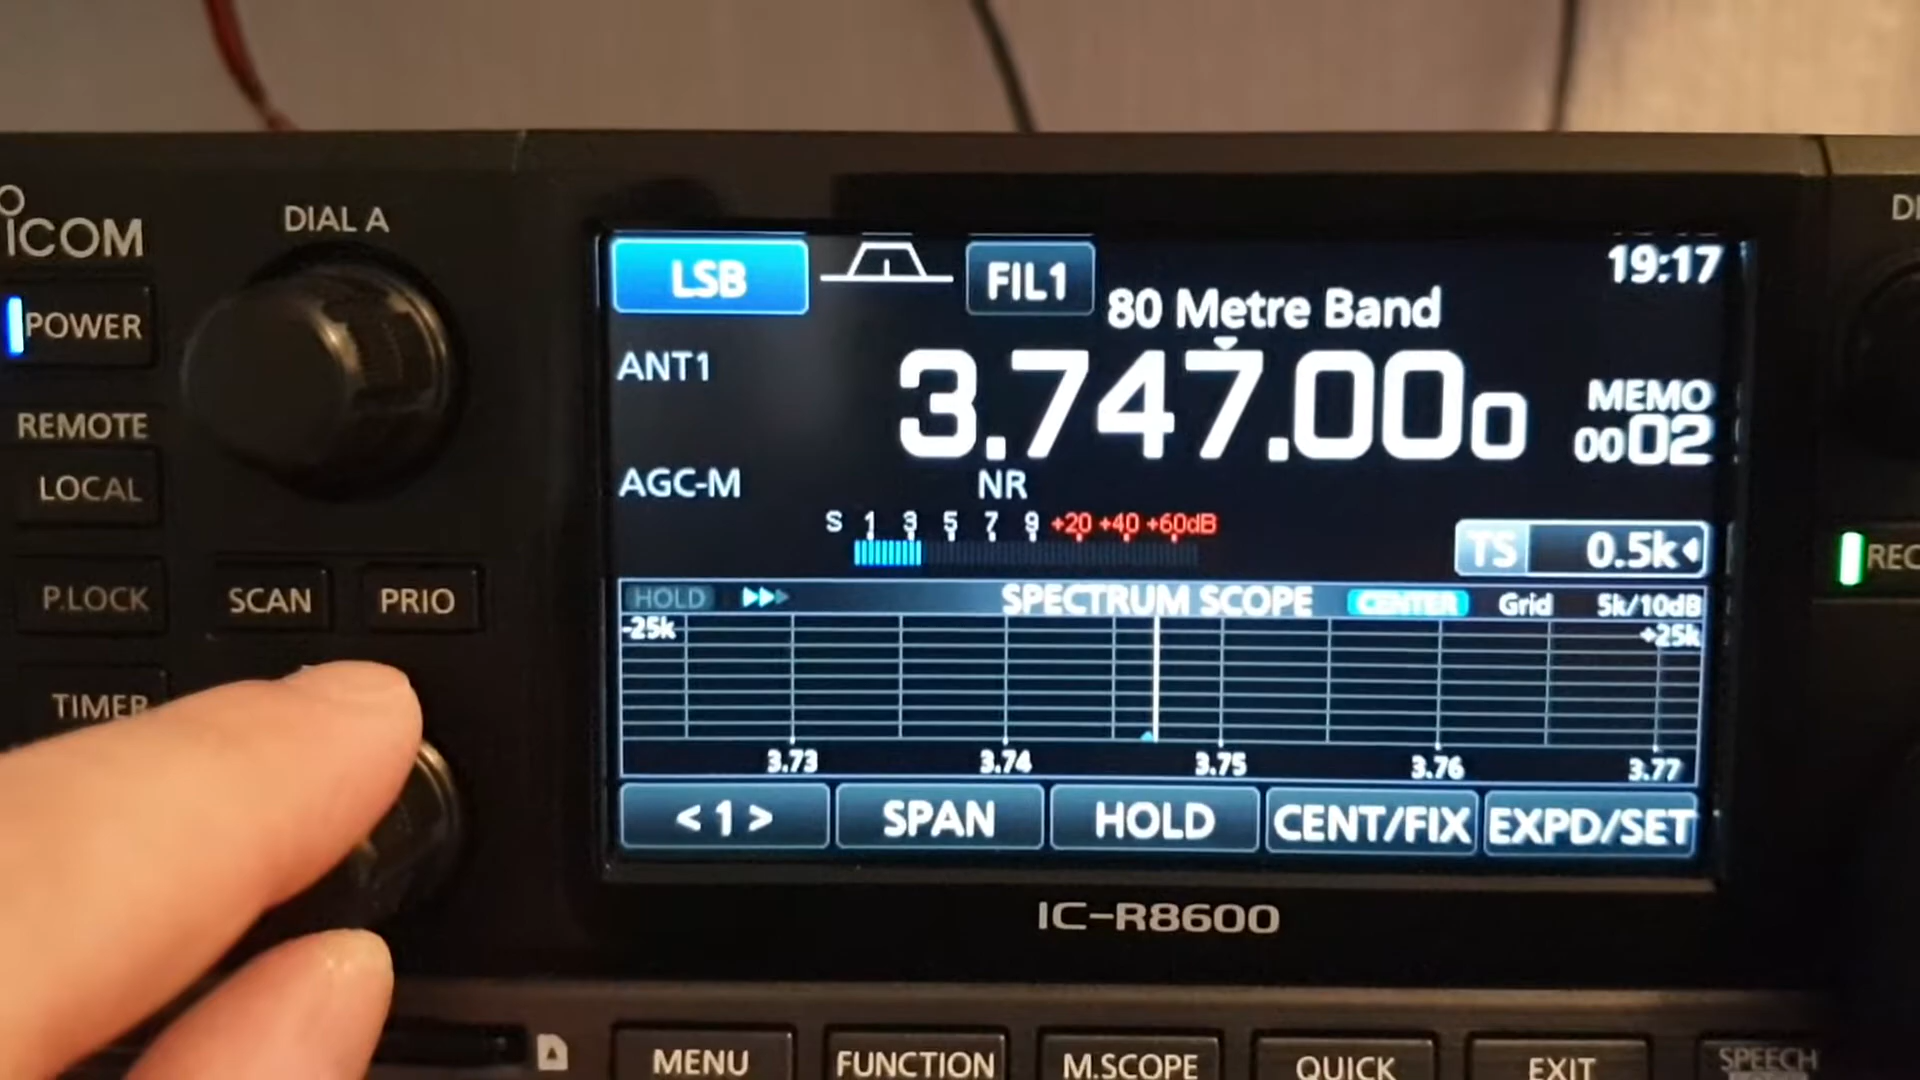 ICOM
DIAL A
POWER
REMOTE
LOCAL
P.LOCK
SCAN
PRIO
TIMER
LSB
FIL1
19:17
80 Metre Band
ANT1
3.747.000
MEMO
0002
AGC-M
NR
S 1 3 5 7 9 +20 +40 +60dB
TS 0.5k
REC
HOLD
SPECTRUM SCOPE
CENTER
Grid
5k/10dB
-25k
+25k
3.73 3.74 3.75 3.76 3.77
<1>
SPAN
HOLD
CENT/FIX
EXPD/SET
IC-R8600
MENU
FUNCTION
M.SCOPE
QUICK
EXIT
SPEECH